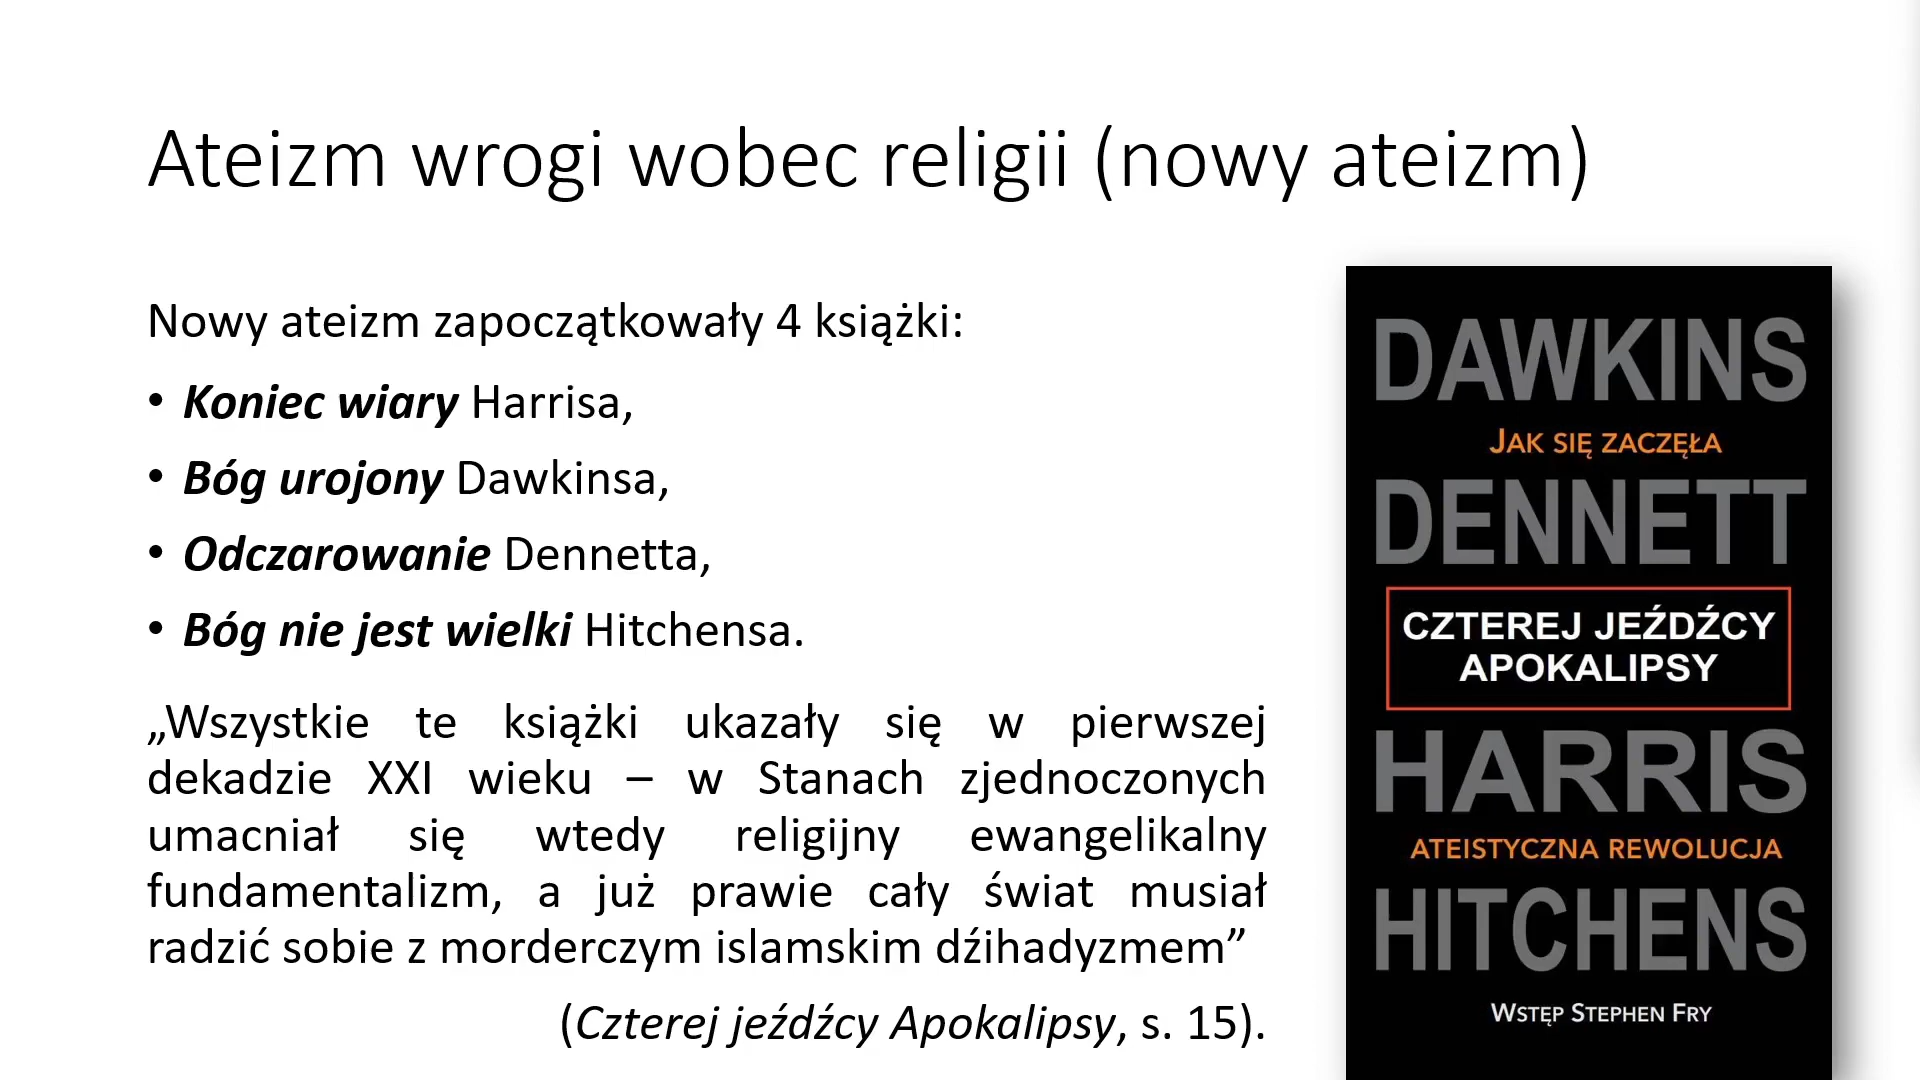 Ateizm wrogi wobec religii (nowy ateizm)
Nowy ateizm zapoczątkowały 4 książki:
• Koniec wiary Harrisa,
• Bóg urojony Dawkinsa,
• Odczarowanie Dennetta,
• Bóg nie jest wielki Hitchensa.
„Wszystkie te książki ukazały się w pierwszej
dekadzie XXI wieku – w Stanach zjednoczonych
umacniał się wtedy religijny ewangelikalny
fundamentalizm, a już prawie cały świat musiał
radzić sobie z morderczym islamskim dźihadyzmem”
(Czterej jeźdźcy Apokalipsy, s. 15).
DAWKINS
JAK SIĘ ZACZĘŁA
DENNETT
CZTEREJ JEŹDŹCY
APOKALIPSY
HARRIS
ATEISTYCZNA REWOLUCJA
HITCHENS
WSTĘP STEPHEN FRY